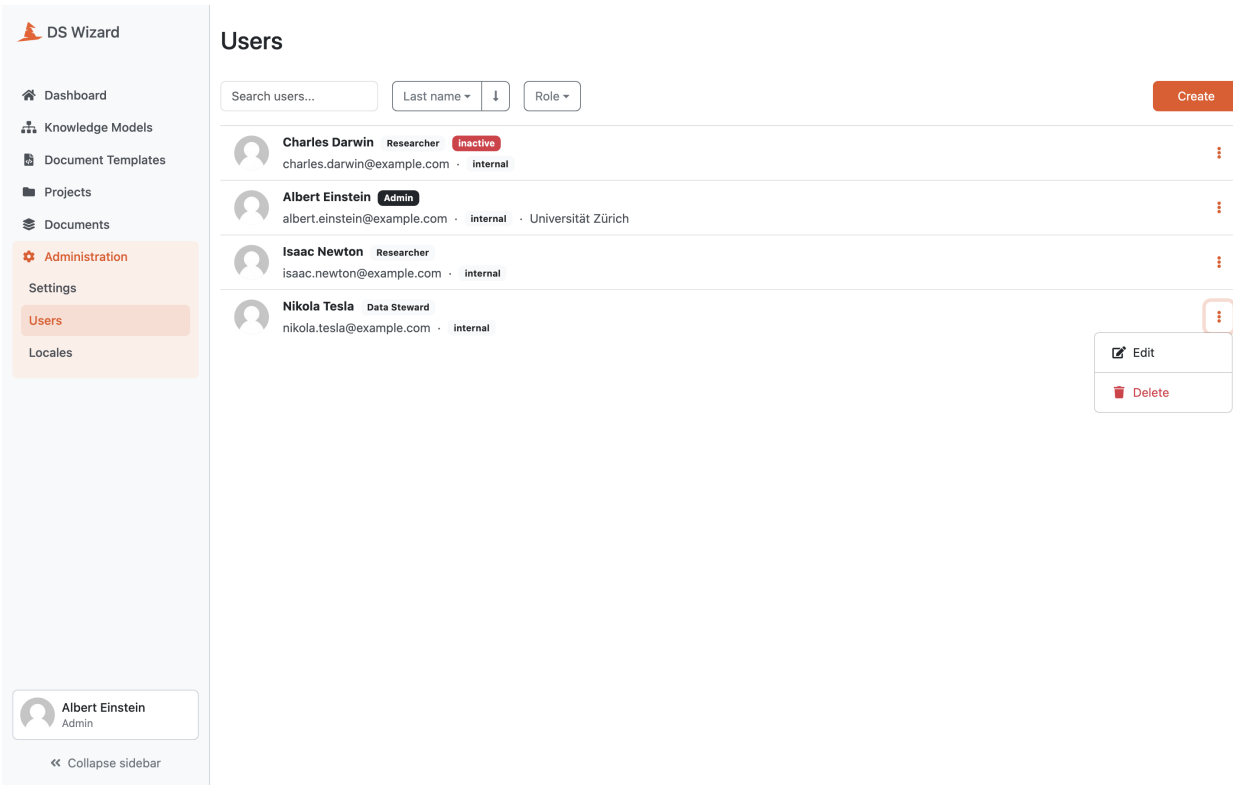 DS Wizard
Dashboard
Knowledge Models
Document Templates
Projects
Documents
Administration
Settings
Users
Locales
Albert Einstein
Admin
Collapse sidebar
Users
Search users...
Last name
Role
Create
Charles Darwin Researcher inactive
charles.darwin@example.com · internal
Albert Einstein Admin
albert.einstein@example.com · internal · Universität Zürich
Isaac Newton Researcher
isaac.newton@example.com · internal
Nikola Tesla Data Steward
nikola.tesla@example.com · internal
Edit
Delete